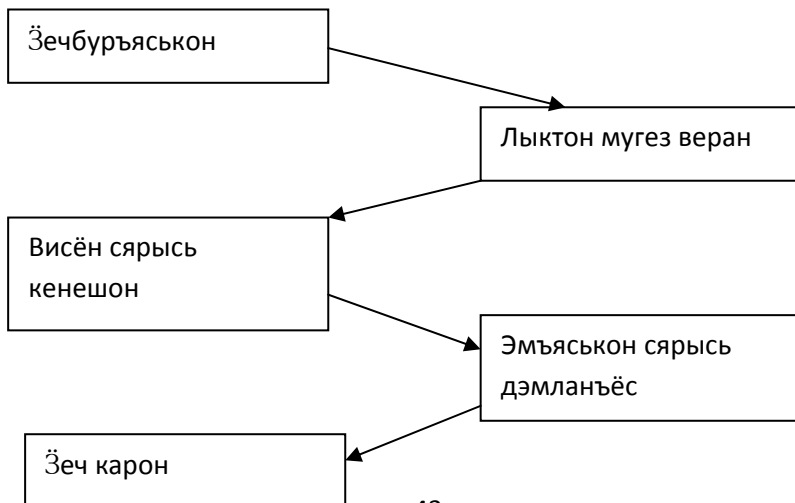 Ӟечбуръяськон
Лыктон мугез веран
Висён сярысь
кенешон
Эмъяськон сярысь
дэмланъёс
Ӟеч карон